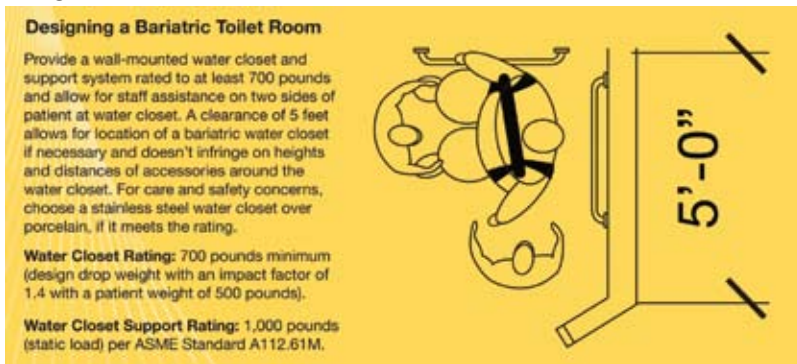 Designing a Bariatric Toilet Room
Provide a wall-mounted water closet and
support system rated to at least 700 pounds
and allow for staff assistance on two sides of
patient at water closet. A clearance of 5 feet
allows for location of a bariatric water closet
if necessary and doesn't infringe on heights
and distances of accessories around the
water closet. For care and safety concerns,
choose a stainless steel water closet over
porcelain, if it meets the rating.
Water Closet Rating: 700 pounds minimum
(design drop weight with an impact factor of
1.4 with a patient weight of 500 pounds).
Water Closet Support Rating: 1,000 pounds
(static load) per ASME Standard A112.61M.
5'-0"